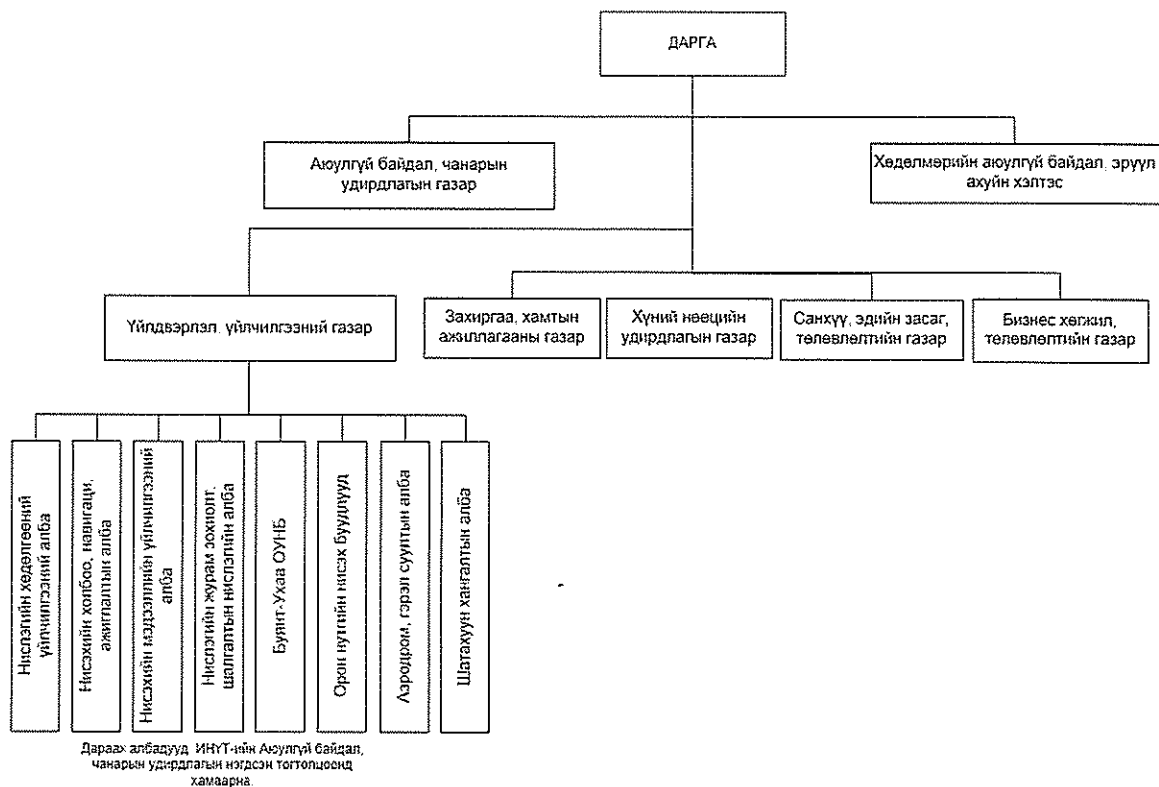 ДАРГА
Аюулгүй байдал, чанарын
удирдлагын газар
Хөдөлмөрийн аюулгүй байдал, эрүүл
ахуйн хэлтэс
Үйлдвэрлэл, үйлчилгээний газар
Захиргаа, хамтын
ажиллагааны газар
Хүний нөөцийн
удирдлагын газар
Санхүү, эдийн засаг,
төлөвлөлтийн газар
Бизнес хөгжил,
төлөвлөлтийн газар
Нислэгийн хөдөлгөөний
үйлчилгээний алба
Нисэхийн холбоо, навигаци,
ажиглалтын алба
Нисэхийн мэдээллийн үйлчилгээний
алба
Нислэгийн журам зохиолт,
шалгалтын нислэгийн алба
Буянт-Ухаа ОУНБ
Орон нутгийн нисэх буудлууд
Аэродром, гэрэл суултын алба
Шатахуун хангалтын алба
Дараах албадууд ИНҮТ-ийн Аюулгүй байдал,
чанарын удирдлагын нэгдсэн тогтолцоонд
хамаарна.